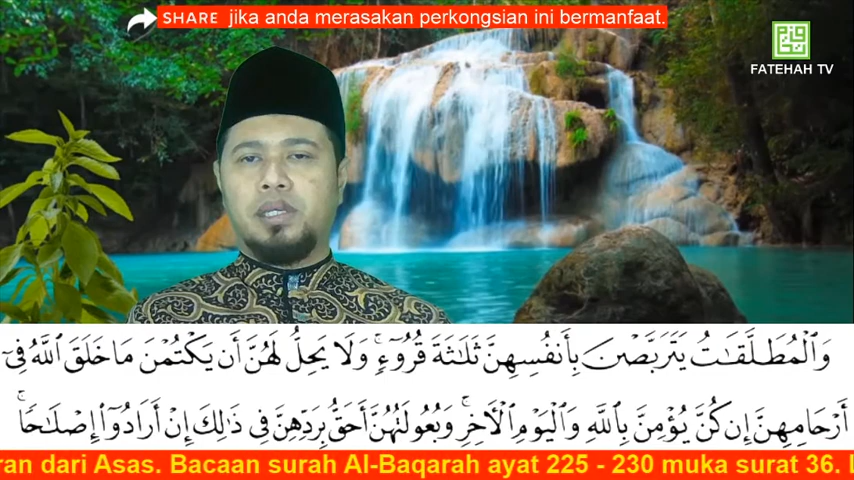 SHARE jika anda merasakan perkongsian ini bermanfaat.
FATEHAH TV
وَٱلْمُطَلَّقَـٰتُ يَتَرَبَّصْنَ بِأَنفُسِهِنَّ ثَلَـٰثَةَ قُرُوٓءٍۚ وَلَا يَحِلُّ لَهُنَّ أَن يَكْتُمْنَ مَا خَلَقَ ٱللَّهُ فِىٓ
أَرْحَامِهِنَّ إِن كُنَّ يُؤْمِنَّ بِٱللَّهِ وَٱلْيَوْمِ ٱلْـَٔاخِرِۚ وَبُعُولَتُهُنَّ أَحَقُّ بِرَدِّهِنَّ فِى ذَٰلِكَ إِنْ أَرَادُوٓا۟ إِصْلَـٰحًاۚ
ran dari Asas. Bacaan surah Al-Baqarah ayat 225 - 230 muka surat 36.